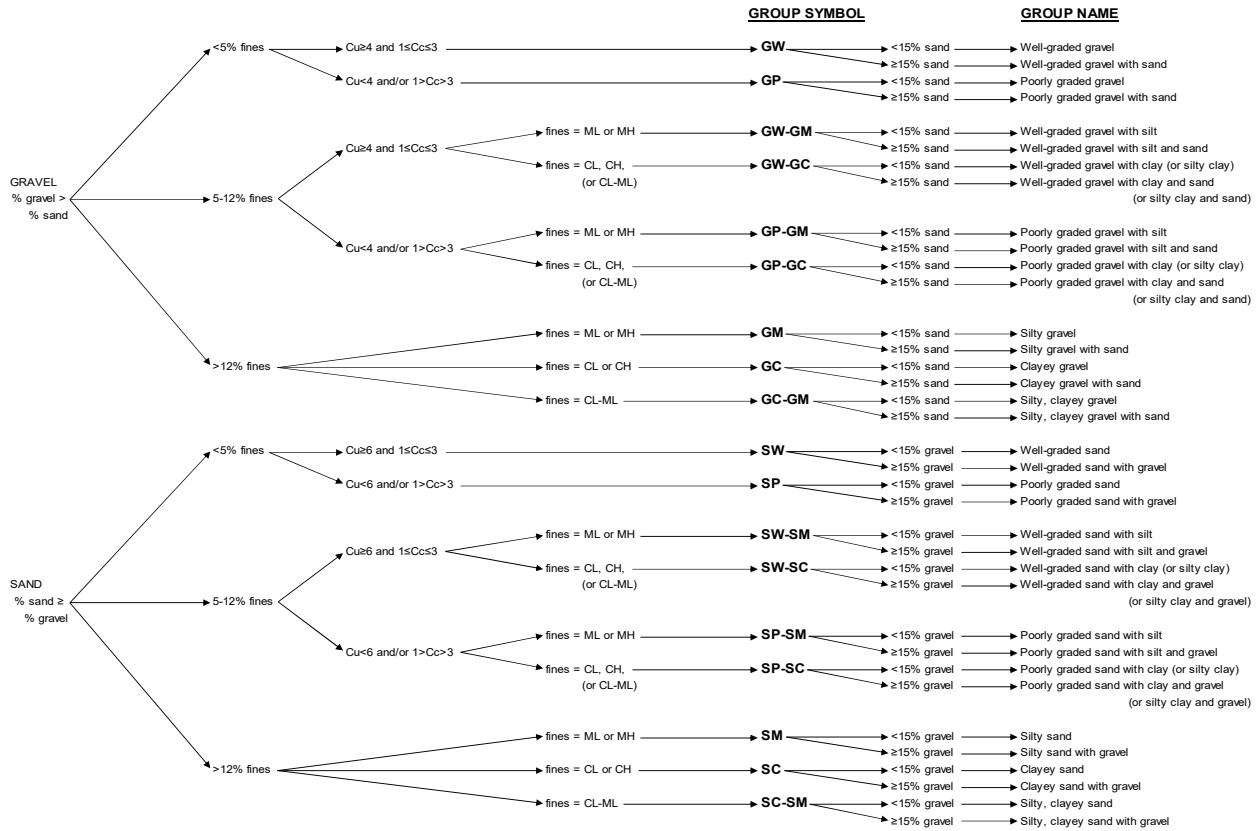 GROUP SYMBOL GROUP NAME
<5% fines Cu≥4 and 1≤Cc≤3 GW <15% sand Well-graded gravel
≥15% sand Well-graded gravel with sand
Cu<4 and/or 1>Cc>3 GP <15% sand Poorly graded gravel
≥15% sand Poorly graded gravel with sand
fines = ML or MH GW-GM <15% sand Well-graded gravel with silt
Cu≥4 and 1≤Cc≤3 ≥15% sand Well-graded gravel with silt and sand
fines = CL, CH, GW-GC <15% sand Well-graded gravel with clay (or silty clay)
GRAVEL (or CL-ML) ≥15% sand Well-graded gravel with clay and sand
% gravel > 5-12% fines (or silty clay and sand)
% sand
fines = ML or MH GP-GM <15% sand Poorly graded gravel with silt
Cu<4 and/or 1>Cc>3 ≥15% sand Poorly graded gravel with silt and sand
fines = CL, CH, GP-GC <15% sand Poorly graded gravel with clay (or silty clay)
(or CL-ML) ≥15% sand Poorly graded gravel with clay and sand
(or silty clay and sand)
fines = ML or MH GM <15% sand Silty gravel
≥15% sand Silty gravel with sand
>12% fines fines = CL or CH GC <15% sand Clayey gravel
≥15% sand Clayey gravel with sand
fines = CL-ML GC-GM <15% sand Silty, clayey gravel
≥15% sand Silty, clayey gravel with sand
<5% fines Cu≥6 and 1≤Cc≤3 SW <15% gravel Well-graded sand
≥15% gravel Well-graded sand with gravel
Cu<6 and/or 1>Cc>3 SP <15% gravel Poorly graded sand
≥15% gravel Poorly graded sand with gravel
fines = ML or MH SW-SM <15% gravel Well-graded sand with silt
Cu≥6 and 1≤Cc≤3 ≥15% gravel Well-graded sand with silt and gravel
fines = CL, CH, SW-SC <15% gravel Well-graded sand with clay (or silty clay)
SAND (or CL-ML) ≥15% gravel Well-graded sand with clay and gravel
% sand ≥ 5-12% fines (or silty clay and gravel)
% gravel
fines = ML or MH SP-SM <15% gravel Poorly graded sand with silt
Cu<6 and/or 1>Cc>3 ≥15% gravel Poorly graded sand with silt and gravel
fines = CL, CH, SP-SC <15% gravel Poorly graded sand with clay (or silty clay)
(or CL-ML) ≥15% gravel Poorly graded sand with clay and gravel
(or silty clay and gravel)
fines = ML or MH SM <15% gravel Silty sand
≥15% gravel Silty sand with gravel
>12% fines fines = CL or CH SC <15% gravel Clayey sand
≥15% gravel Clayey sand with gravel
fines = CL-ML SC-SM <15% gravel Silty, clayey sand
≥15% gravel Silty, clayey sand with gravel